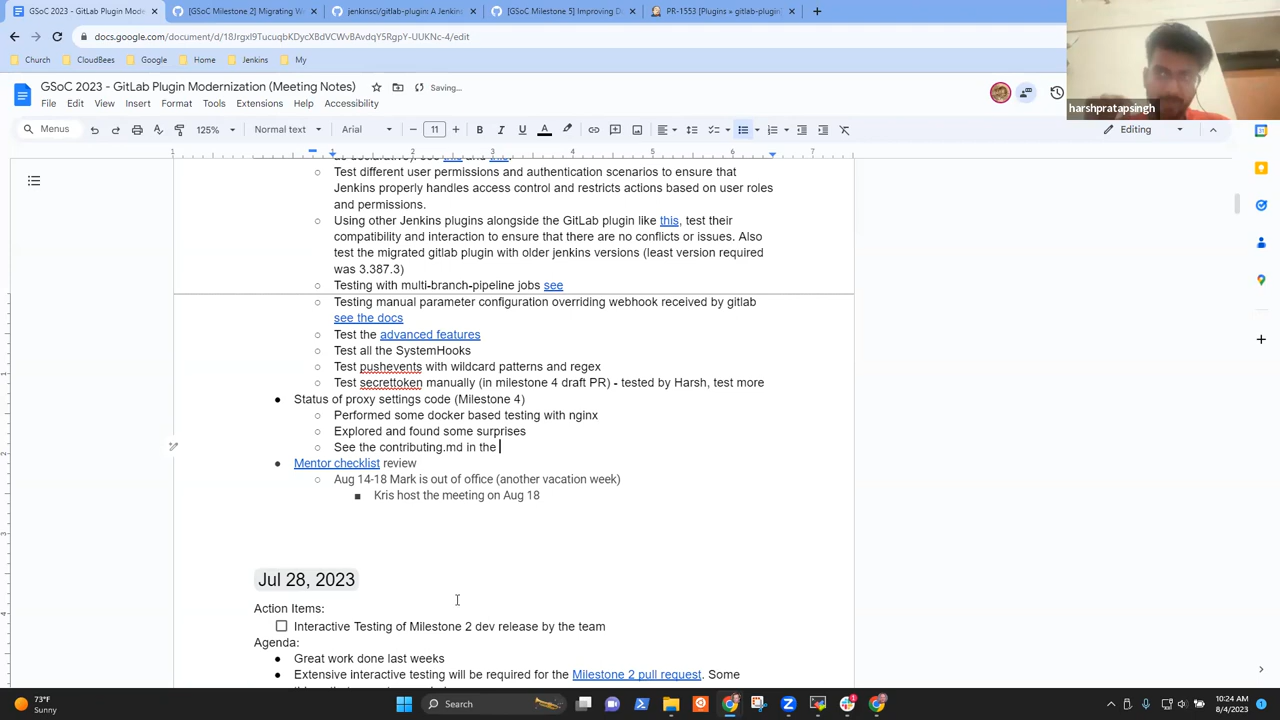 GSoC 2023 - GitLab Plugin Mode
[GSoC Milestone 2] Migrating W
jenkinsci/gitlab-plugin: A Jenkins
[GSoC Milestone 5] Improving D
PR-1553 [Plugins » gitlab-plugin]
docs.google.com/document/d/18JrgxI9TucuqbKDycXBdVCWvBAvdqY5RgpY-UUKNc-4/edit
Church
CloudBees
Google
Home
Jenkins
My
GSoC 2023 - GitLab Plugin Modernization (Meeting Notes)
Saving...
File Edit View Insert Format Tools Extensions Help Accessibility
harshpratapsingh
Menus
125%
Normal text
Arial
11
Editing
1 1 2 3 4 5 6 7
Test different user permissions and authentication scenarios to ensure that
Jenkins properly handles access control and restricts actions based on user roles
and permissions.
Using other Jenkins plugins alongside the GitLab plugin like this, test their
compatibility and interaction to ensure that there are no conflicts or issues. Also
test the migrated gitlab plugin with older jenkins versions (least version required
was 3.387.3)
Testing with multi-branch-pipeline jobs see
Testing manual parameter configuration overriding webhook received by gitlab
see the docs
Test the advanced features
Test all the SystemHooks
Test pushevents with wildcard patterns and regex
Test secrettoken manually (in milestone 4 draft PR) - tested by Harsh, test more
Status of proxy settings code (Milestone 4)
Performed some docker based testing with nginx
Explored and found some surprises
See the contributing.md in the
Mentor checklist review
Aug 14-18 Mark is out of office (another vacation week)
Kris host the meeting on Aug 18
Jul 28, 2023
Action Items:
Interactive Testing of Milestone 2 dev release by the team
Agenda:
Great work done last weeks
Extensive interactive testing will be required for the Milestone 2 pull request. Some
73°F
Sunny
Search
10:24 AM
8/4/2023